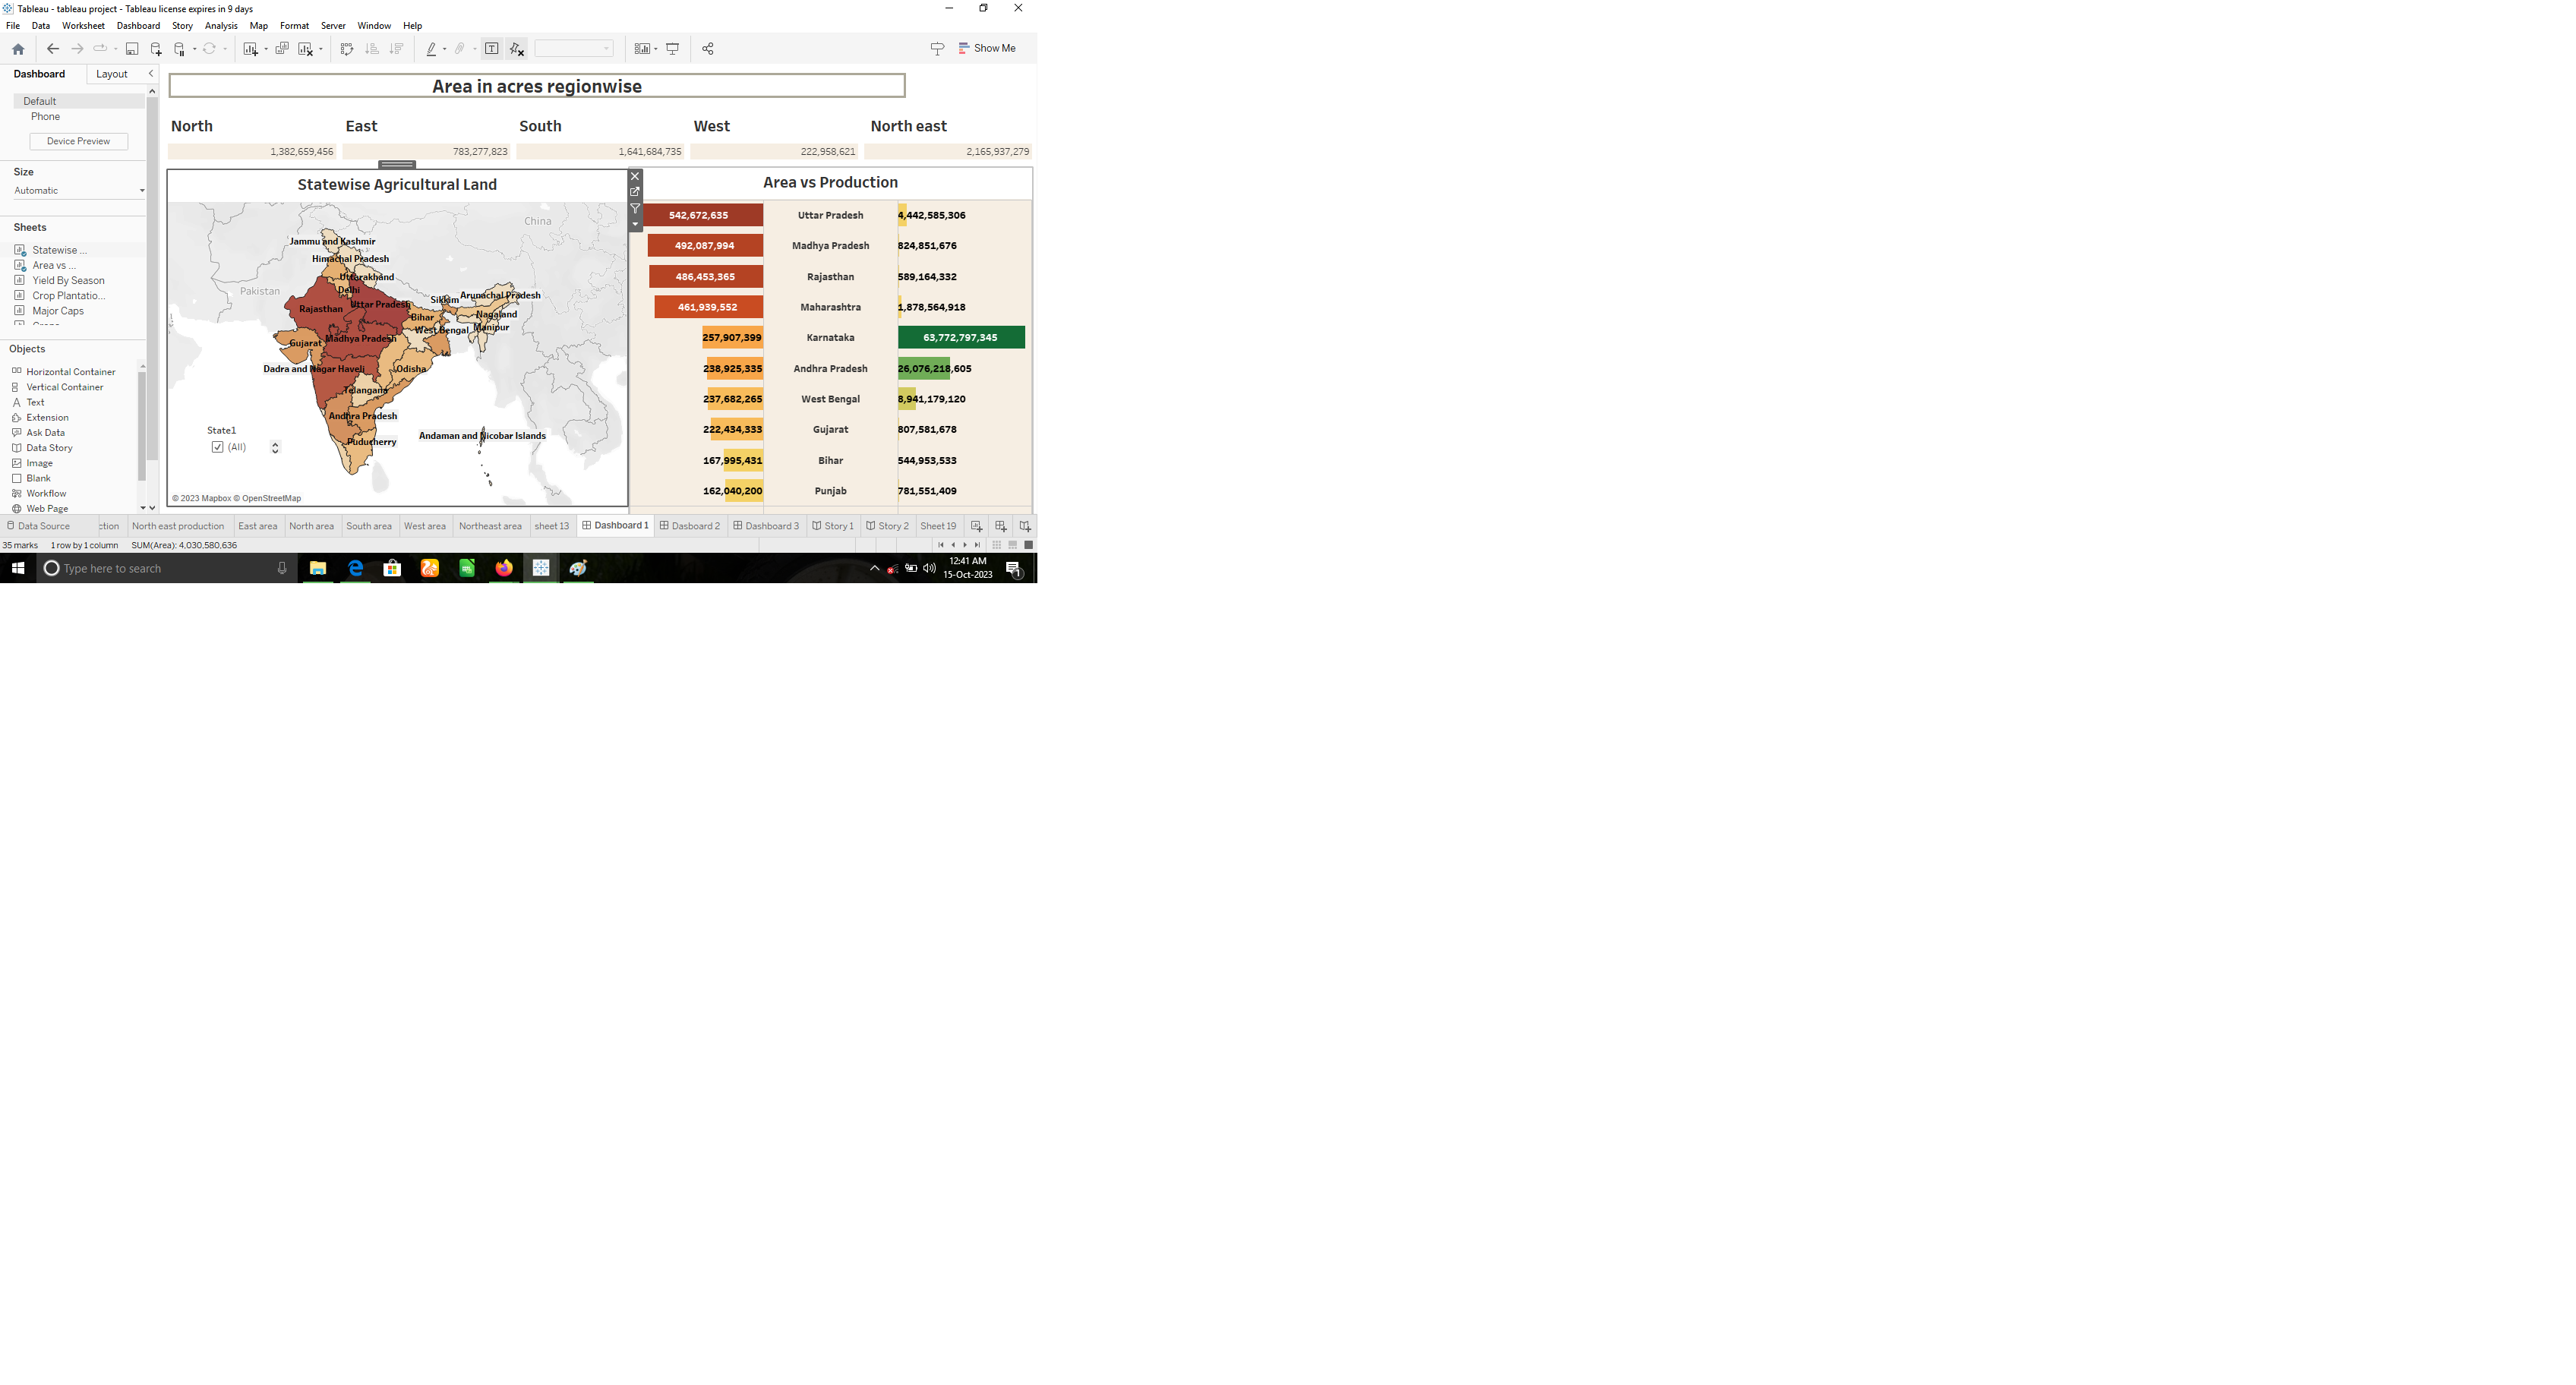 Tableau - tableau project - Tableau license expires in 9 days
File Data Worksheet Dashboard Story Analysis Map Format Server Window Help
Show Me
Dashboard Layout
Default
Phone
Device Preview
Size
Automatic
Sheets
Statewise ...
Area vs ...
Yield By Season
Crop Plantatio...
Major Caps
Objects
Horizontal Container
Vertical Container
Text
Extension
Ask Data
Data Story
Image
Blank
Workflow
Web Page
Area in acres regionwise
North East South West North east
1,382,659,456 783,277,823 1,641,684,735 222,958,621 2,165,937,279
Statewise Agricultural Land
China
Jammu and Kashmir
Himachal Pradesh
Uttarakhand
Pakistan
Delhi
Sikkim
Arunachal Pradesh
Uttar Pradesh
Rajasthan
Bihar
Nagaland
West Bengal
Manipur
Gujarat
Madhya Pradesh
Dadra and Nagar Haveli
Odisha
Telangana
Andhra Pradesh
Puducherry
Andaman and Nicobar Islands
State1
(All)
© 2023 Mapbox © OpenStreetMap
Area vs Production
542,672,635 Uttar Pradesh 4,442,585,306
492,087,994 Madhya Pradesh 824,851,676
486,453,365 Rajasthan 589,164,332
461,939,552 Maharashtra 1,878,564,918
257,907,399 Karnataka 63,772,797,345
238,925,335 Andhra Pradesh 26,076,218,605
237,682,265 West Bengal 8,941,179,120
222,434,333 Gujarat 807,581,678
167,995,431 Bihar 544,953,533
162,040,200 Punjab 781,551,409
Data Source ction North east production East area North area South area West area Northeast area sheet 13 Dashboard 1 Dasboard 2 Dashboard 3 Story 1 Story 2 Sheet 19
35 marks 1 row by 1 column SUM(Area): 4,030,580,636
Type here to search
12:41 AM
15-Oct-2023
1